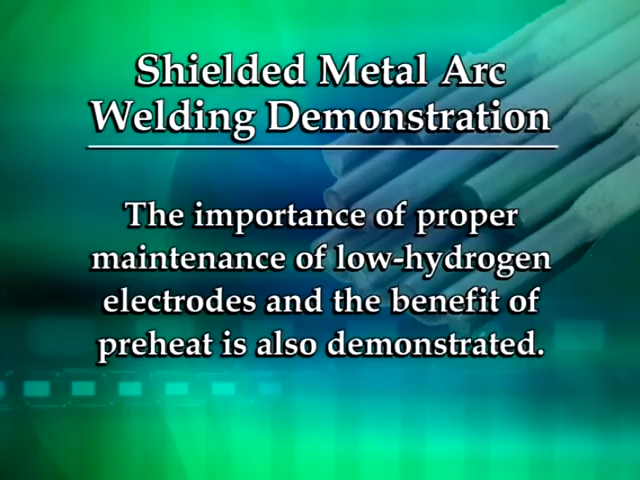 Shielded Metal Arc
Welding Demonstration
The importance of proper
maintenance of low-hydrogen
electrodes and the benefit of
preheat is also demonstrated.